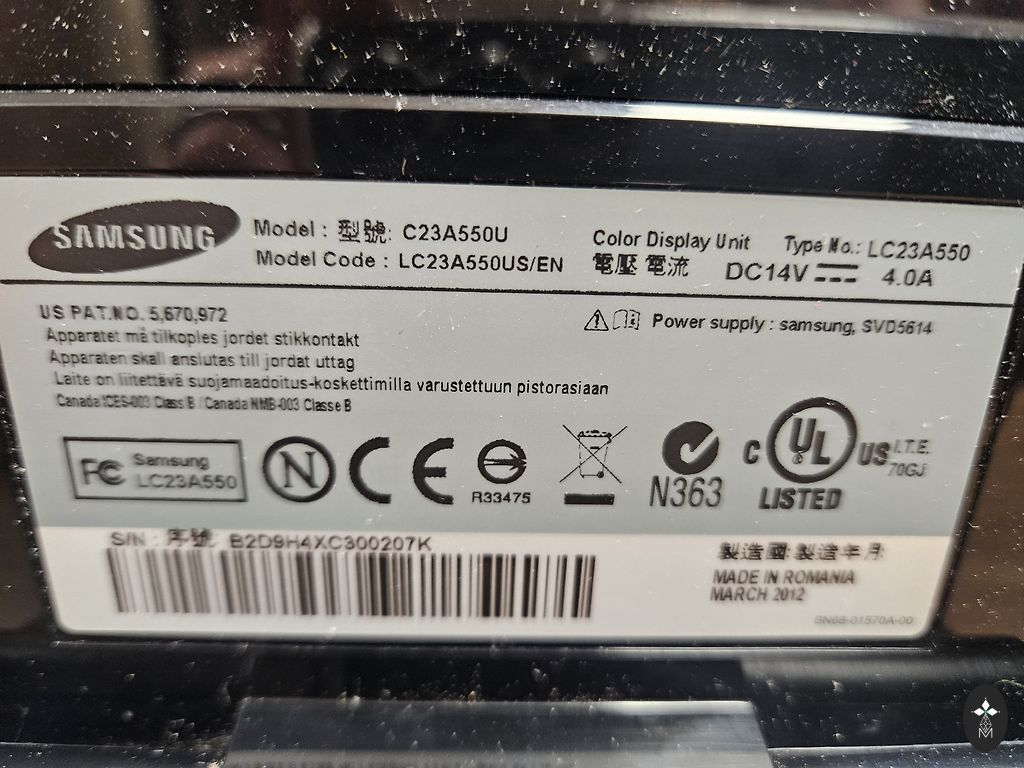 SAMSUNG
Model : 型號: C23A550U
Model Code : LC23A550US/EN
Color Display Unit Type No.: LC23A550
電壓 電流 DC14V 4.0A
US PAT.NO. 5,670,972
Apparatet må tilkoples jordet stikkontakt
Apparaten skall anslutas till jordat uttag
Laite on liitettävä suojamaadoitus-koskettimilla varustettuun pistorasiaan
Canada ICES-003 Class B / Canada NMB-003 Classe B
Power supply : samsung, SVD5614
FC Samsung
LC23A550
N
CE
R33475
N363
C UL US
LISTED
I.T.E.
70GJ
S/N : 序號: B2D9H4XC300207K
製造國 製造年月
MADE IN ROMANIA
MARCH 2012
BN68-01570A-00
M